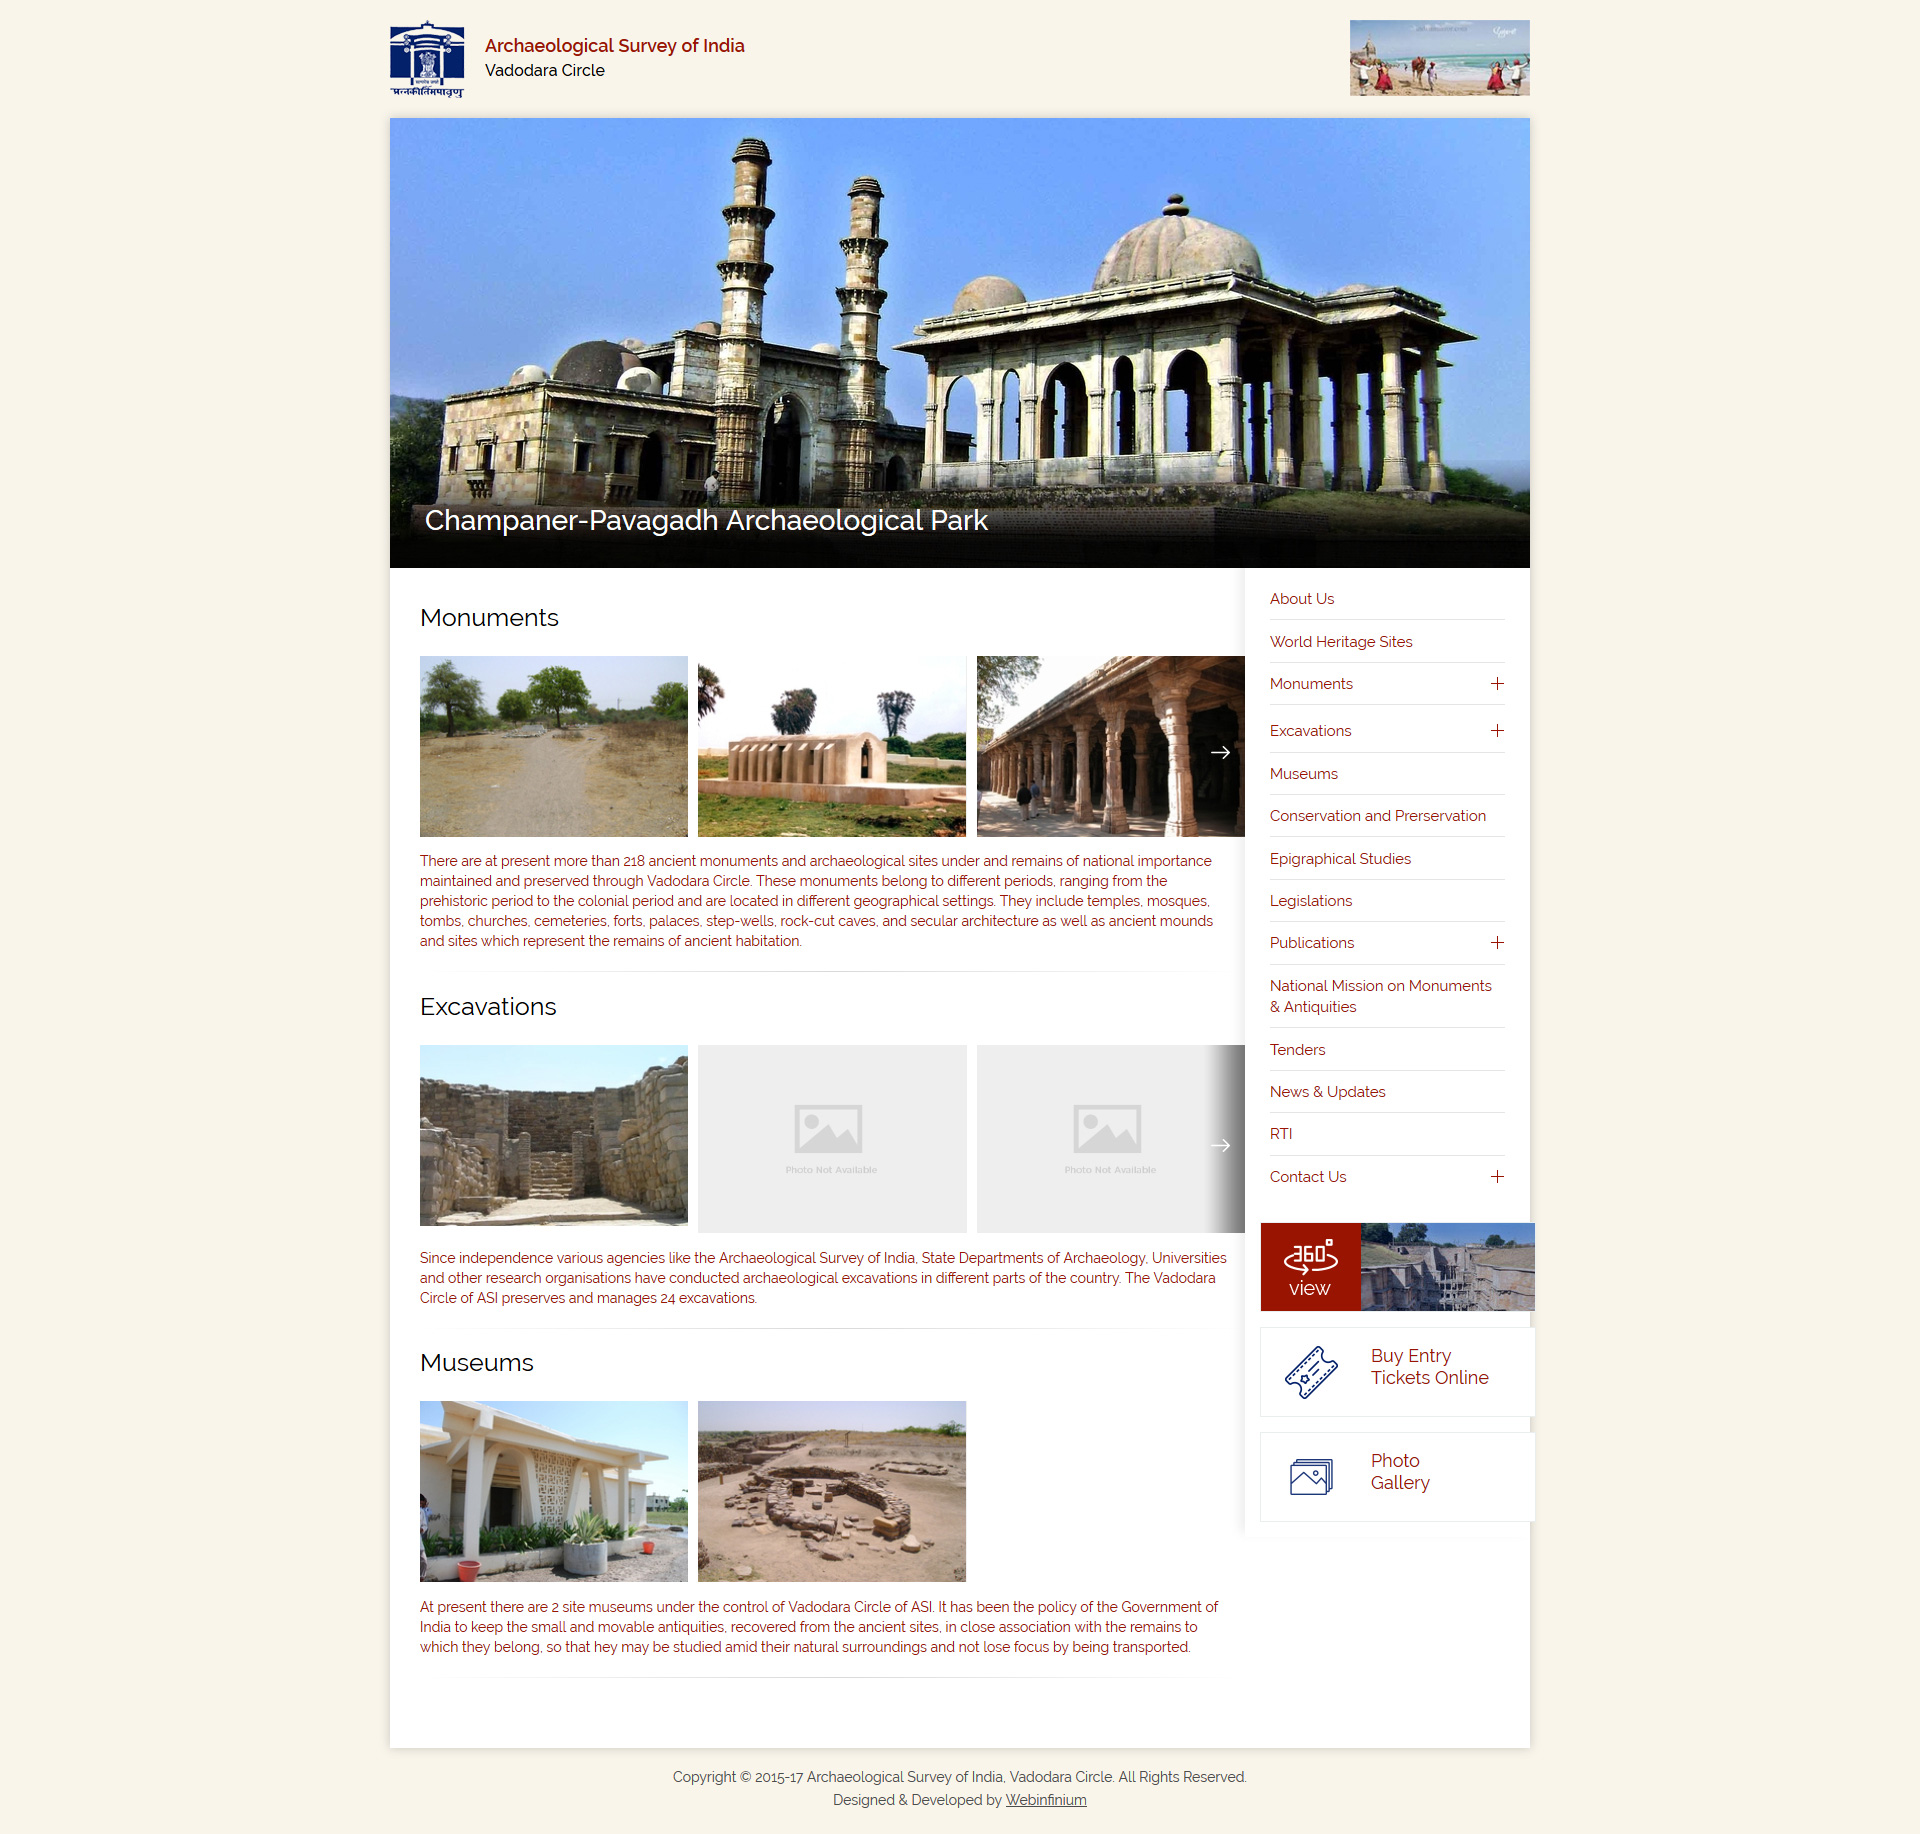 Archaeological Survey of India
Vadodara Circle
Champaner-Pavagadh Archaeological Park
Monuments
There are at present more than 218 ancient monuments and archaeological sites under and remains of national importance
maintained and preserved through Vadodara Circle. These monuments belong to different periods, ranging from the
prehistoric period to the colonial period and are located in different geographical settings. They include temples, mosques,
tombs, churches, cemeteries, forts, palaces, step-wells, rock-cut caves, and secular architecture as well as ancient mounds
and sites which represent the remains of ancient habitation.
Excavations
Photo Not Available
Photo Not Available
Since independence various agencies like the Archaeological Survey of India, State Departments of Archaeology, Universities
and other research organisations have conducted archaeological excavations in different parts of the country. The Vadodara
Circle of ASI preserves and manages 24 excavations.
Museums
At present there are 2 site museums under the control of Vadodara Circle of ASI. It has been the policy of the Government of
India to keep the small and movable antiquities, recovered from the ancient sites, in close association with the remains to
which they belong, so that hey may be studied amid their natural surroundings and not lose focus by being transported.
About Us
World Heritage Sites
Monuments
Excavations
Museums
Conservation and Prerservation
Epigraphical Studies
Legislations
Publications
National Mission on Monuments
& Antiquities
Tenders
News & Updates
RTI
Contact Us
360°
view
Buy Entry
Tickets Online
Photo
Gallery
Copyright © 2015-17 Archaeological Survey of India, Vadodara Circle. All Rights Reserved.
Designed & Developed by Webinfinium